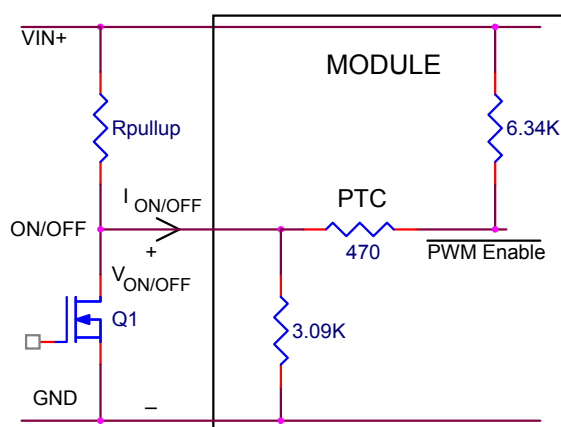 VIN+
MODULE
Rpullup
6.34K
I ON/OFF
PTC
ON/OFF
+
470
PWM Enable
V ON/OFF
Q1
3.09K
GND
–